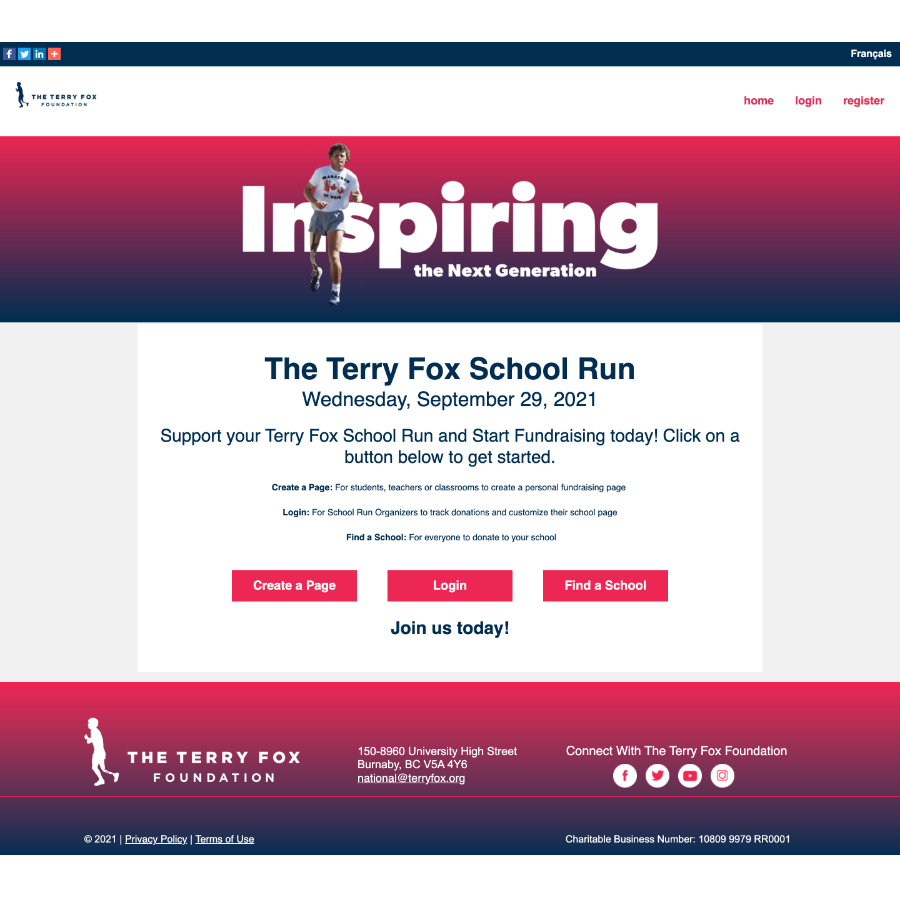 Français
THE TERRY FOX
FOUNDATION
home login register
MARATHON
OF HOPE
Inspiring
the Next Generation
The Terry Fox School Run
Wednesday, September 29, 2021
Support your Terry Fox School Run and Start Fundraising today! Click on a
button below to get started.
Create a Page: For students, teachers or classrooms to create a personal fundraising page
Login: For School Run Organizers to track donations and customize their school page
Find a School: For everyone to donate to your school
Create a Page Login Find a School
Join us today!
THE TERRY FOX
FOUNDATION
150-8960 University High Street
Burnaby, BC V5A 4Y6
national@terryfox.org
Connect With The Terry Fox Foundation
© 2021 | Privacy Policy | Terms of Use
Charitable Business Number: 10809 9979 RR0001